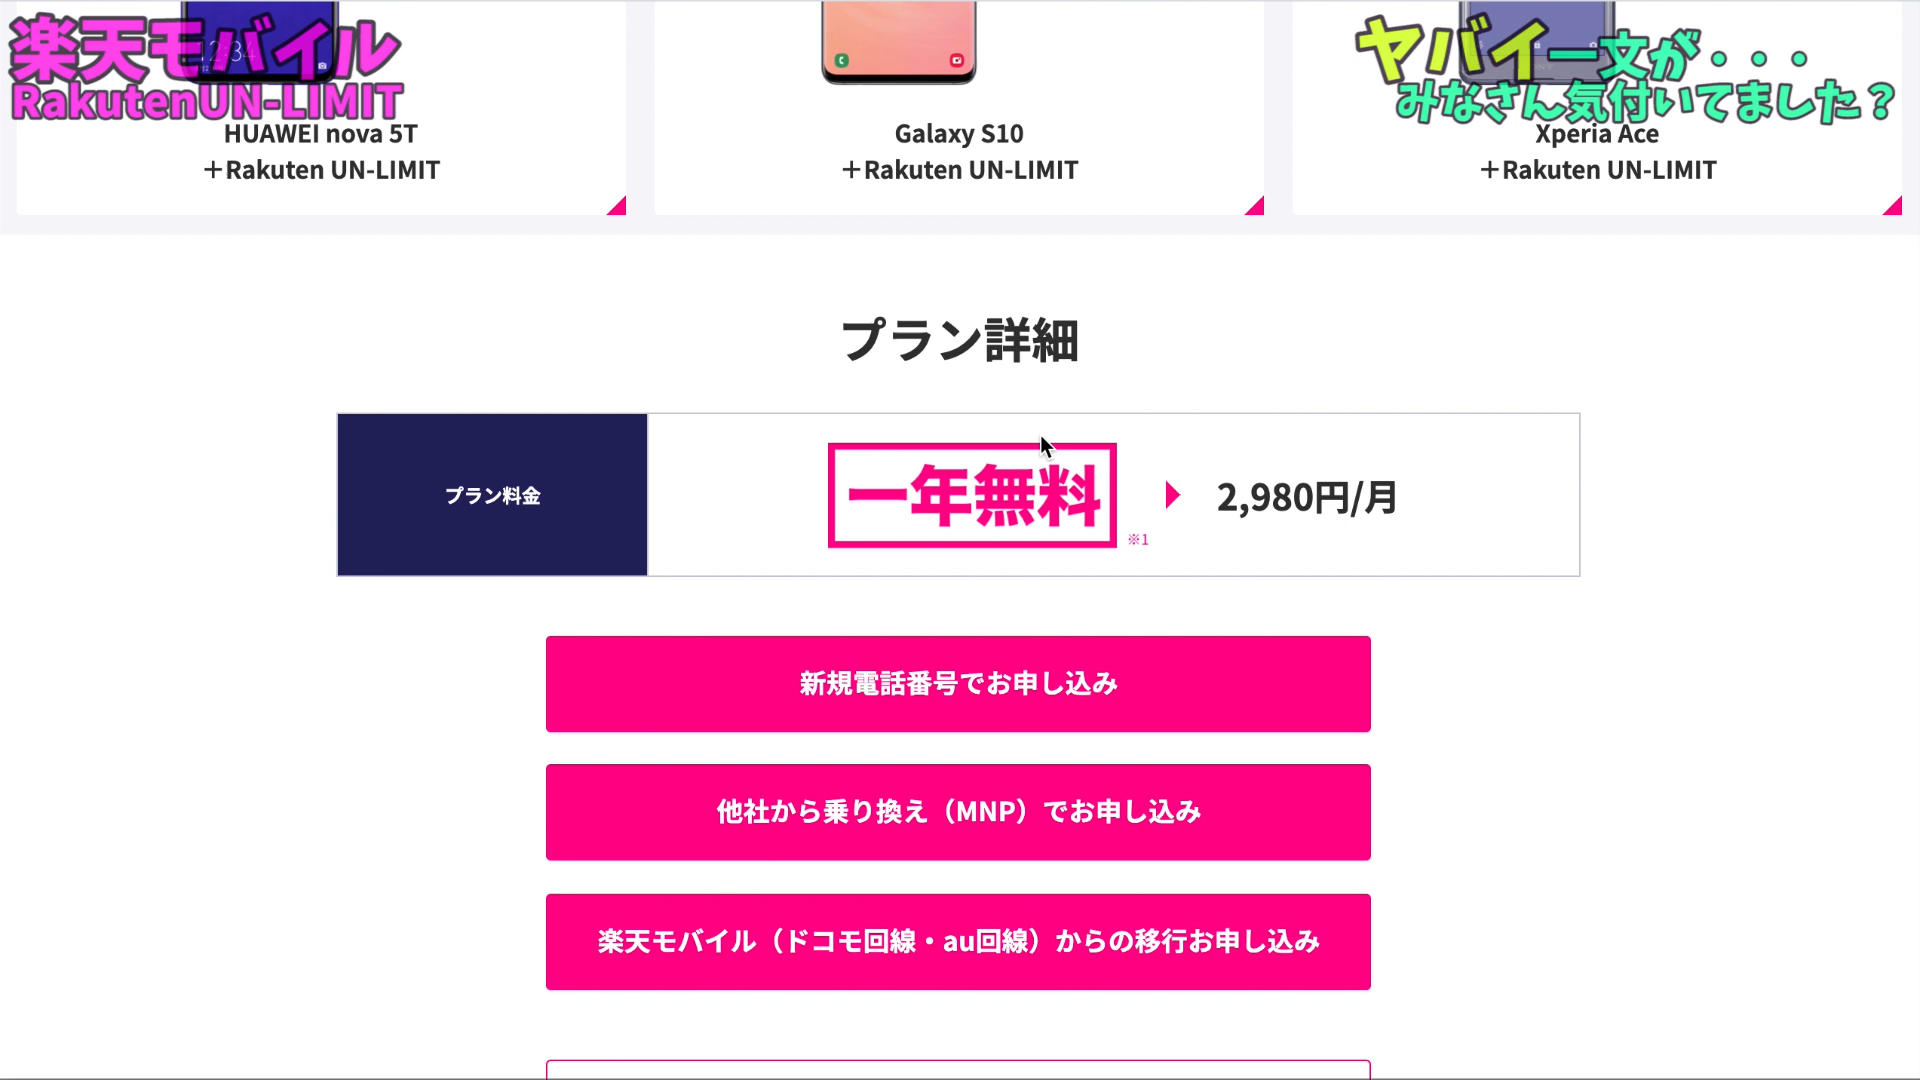 楽天モバイル
RakutenUN-LIMIT
ヤバイ一文が・・・
みなさん気付いてました？
12:34
HUAWEI nova 5T
＋Rakuten UN-LIMIT
Galaxy S10
＋Rakuten UN-LIMIT
Xperia Ace
＋Rakuten UN-LIMIT
プラン詳細
プラン料金
一年無料
※1
2,980円/月
新規電話番号でお申し込み
他社から乗り換え（MNP）でお申し込み
楽天モバイル（ドコモ回線・au回線）からの移行お申し込み